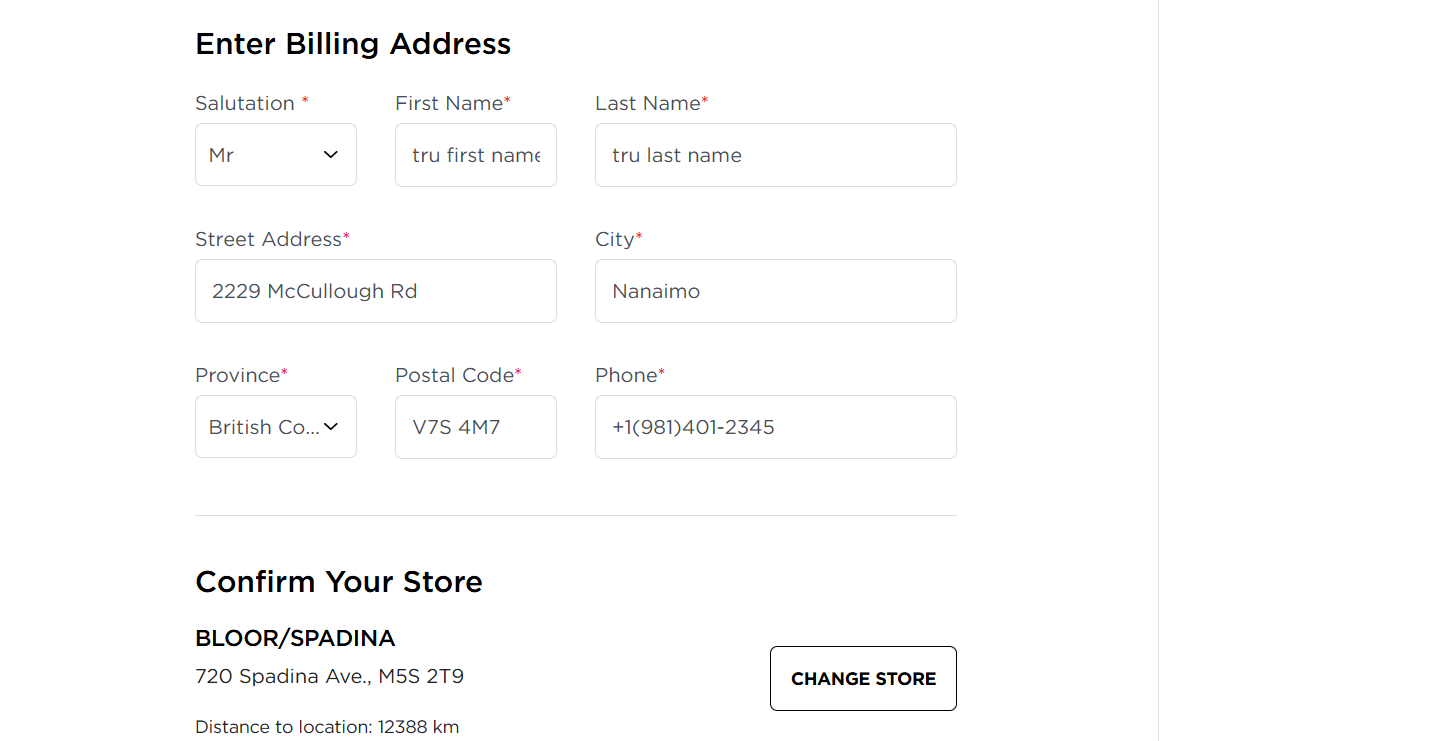 Enter Billing Address
Salutation * First Name* Last Name*
Mr tru first name tru last name
Street Address* City*
2229 McCullough Rd Nanaimo
Province* Postal Code* Phone*
British Co... V7S 4M7 +1(981)401-2345
Confirm Your Store
BLOOR/SPADINA
720 Spadina Ave., M5S 2T9
CHANGE STORE
Distance to location: 12388 km